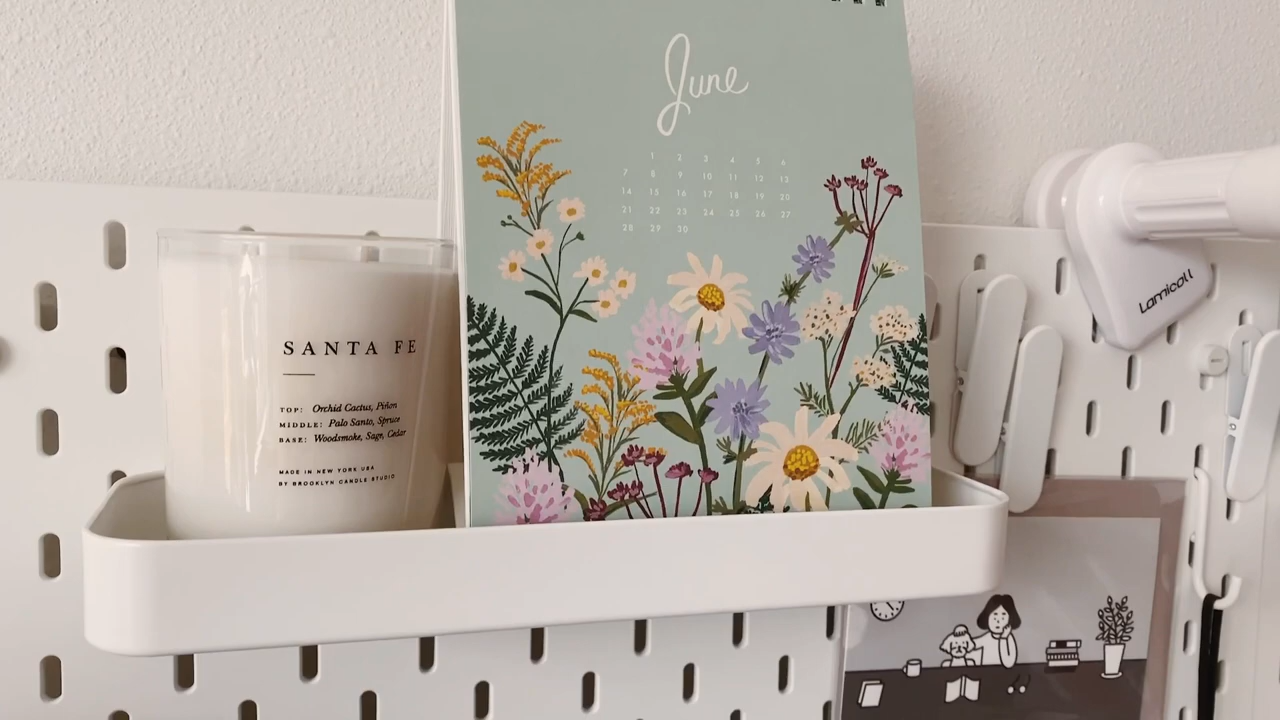 June
1 2 3 4 5 6
7 8 9 10 11 12 13
14 15 16 17 18 19 20
21 22 23 24 25 26 27
28 29 30
SANTA FE
TOP: Orchid Cactus, Piñon
MIDDLE: Palo Santo, Spruce
BASE: Woodsmoke, Sage, Cedar
MADE IN NEW YORK USA
BY BROOKLYN CANDLE STUDIO
Lamicall